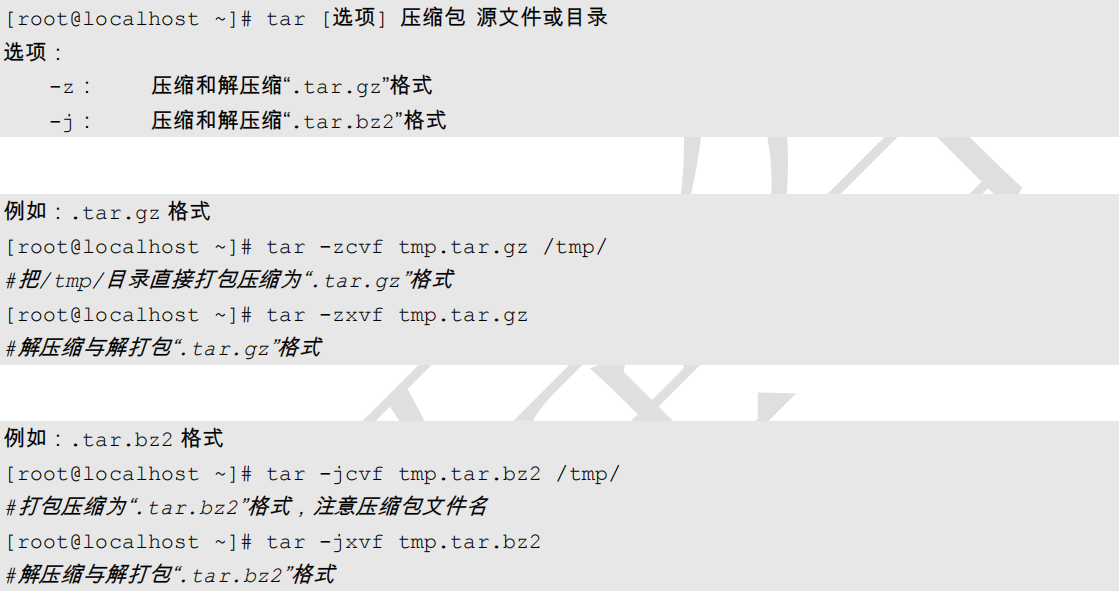 [root@localhost ~]# tar [选项] 压缩包 源文件或目录
选项：
-z： 压缩和解压缩“.tar.gz”格式
-j： 压缩和解压缩“.tar.bz2”格式
例如：.tar.gz 格式
[root@localhost ~]# tar -zcvf tmp.tar.gz /tmp/
#把/tmp/目录直接打包压缩为“.tar.gz”格式
[root@localhost ~]# tar -zxvf tmp.tar.gz
#解压缩与解打包“.tar.gz”格式
例如：.tar.bz2 格式
[root@localhost ~]# tar -jcvf tmp.tar.bz2 /tmp/
#打包压缩为“.tar.bz2”格式，注意压缩包文件名
[root@localhost ~]# tar -jxvf tmp.tar.bz2
#解压缩与解打包“.tar.bz2”格式